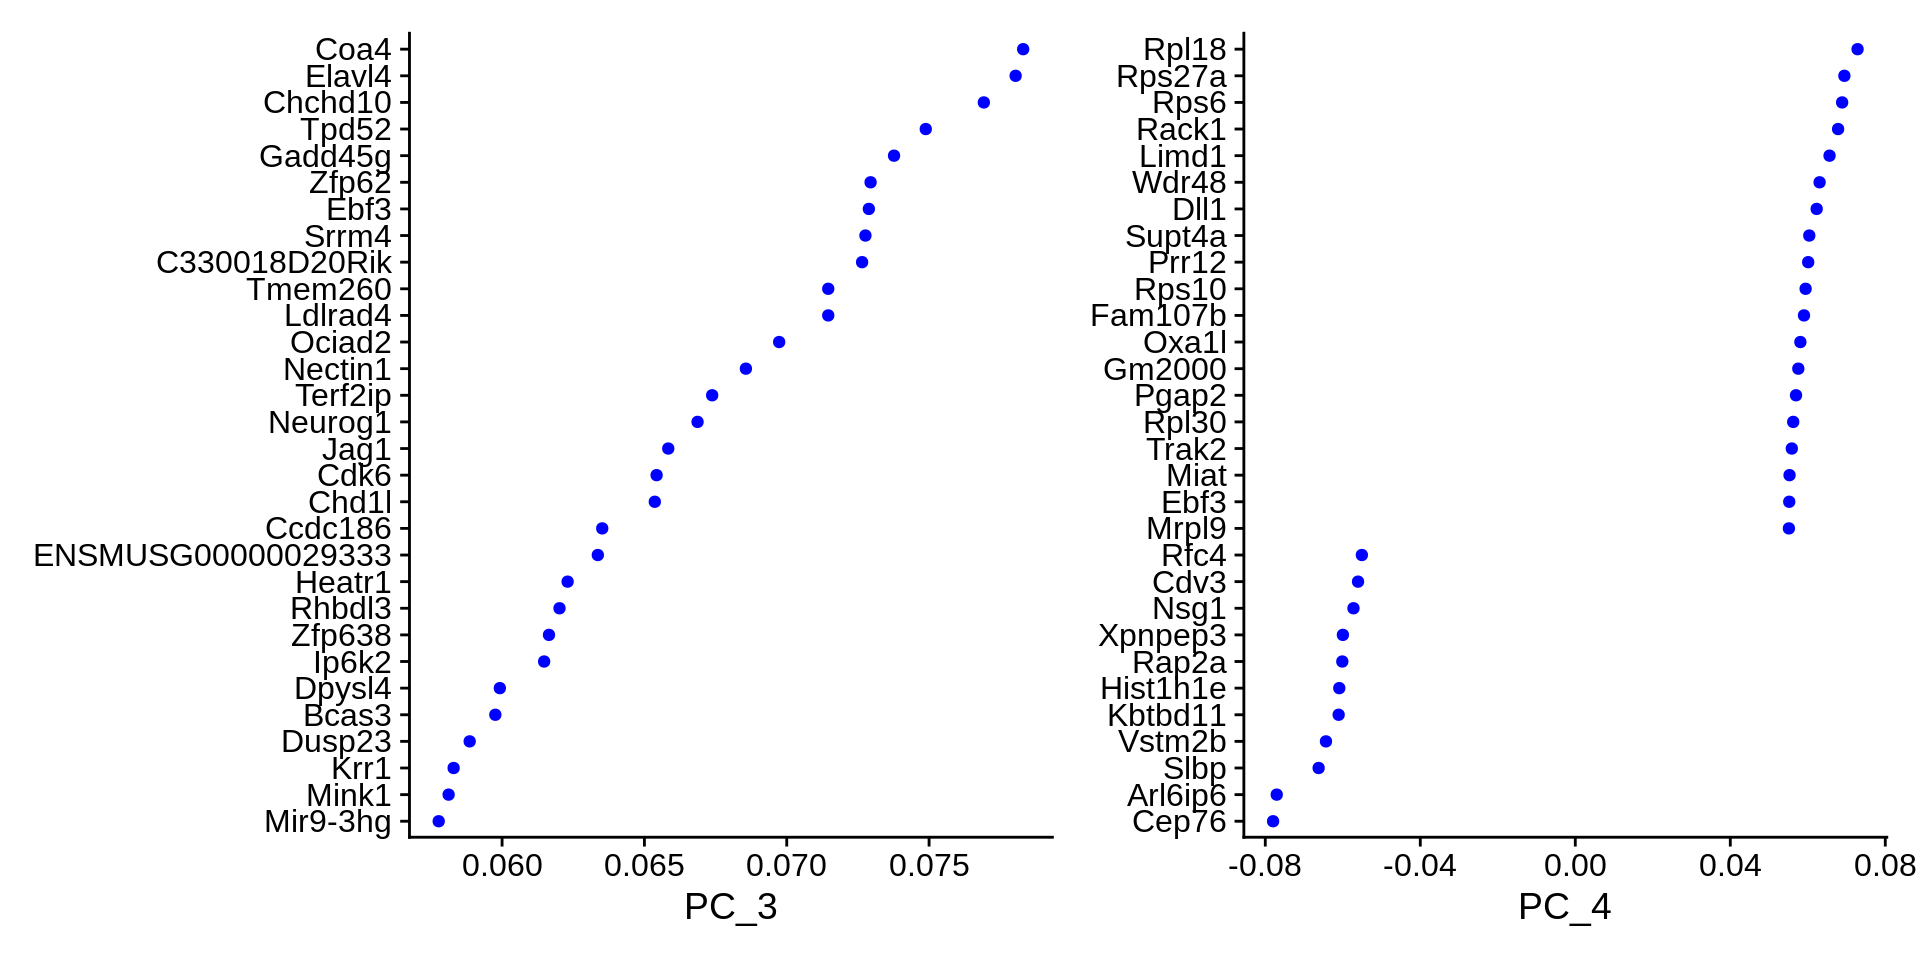 Coa4
Elavl4
Chchd10
Tpd52
Gadd45g
Zfp62
Ebf3
Srrm4
C330018D20Rik
Tmem260
Ldlrad4
Ociad2
Nectin1
Terf2ip
Neurog1
Jag1
Cdk6
Chd1l
Ccdc186
ENSMUSG00000029333
Heatr1
Rhbdl3
Zfp638
Ip6k2
Dpysl4
Bcas3
Dusp23
Krr1
Mink1
Mir9-3hg
0.060 0.065 0.070 0.075
PC_3
Rpl18
Rps27a
Rps6
Rack1
Limd1
Wdr48
Dll1
Supt4a
Prr12
Rps10
Fam107b
Oxa1l
Gm2000
Pgap2
Rpl30
Trak2
Miat
Ebf3
Mrpl9
Rfc4
Cdv3
Nsg1
Xpnpep3
Rap2a
Hist1h1e
Kbtbd11
Vstm2b
Slbp
Arl6ip6
Cep76
-0.08 -0.04 0.00 0.04 0.08
PC_4